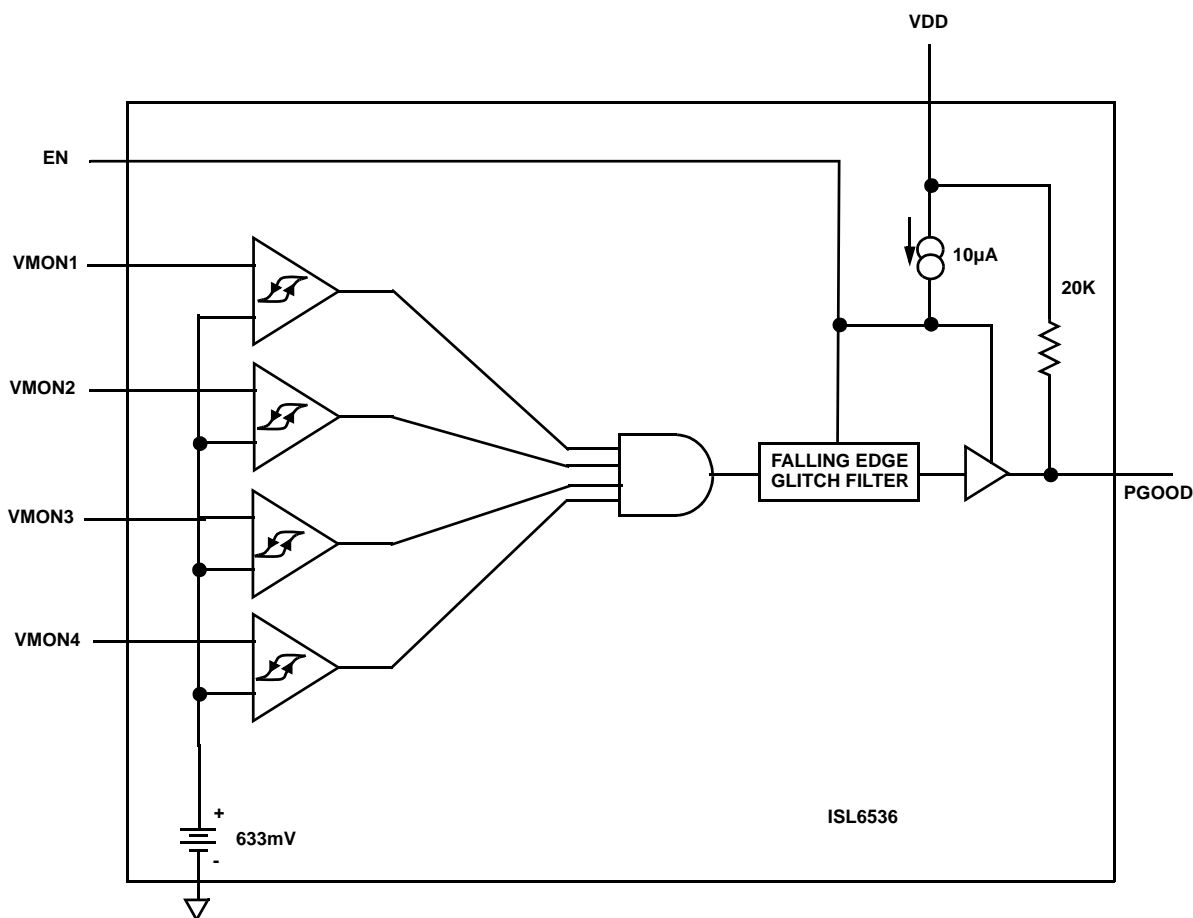 VDD
EN
VMON1
10µA
20K
VMON2
FALLING EDGE
GLITCH FILTER
PGOOD
VMON3
VMON4
ISL6536
+
633mV
-